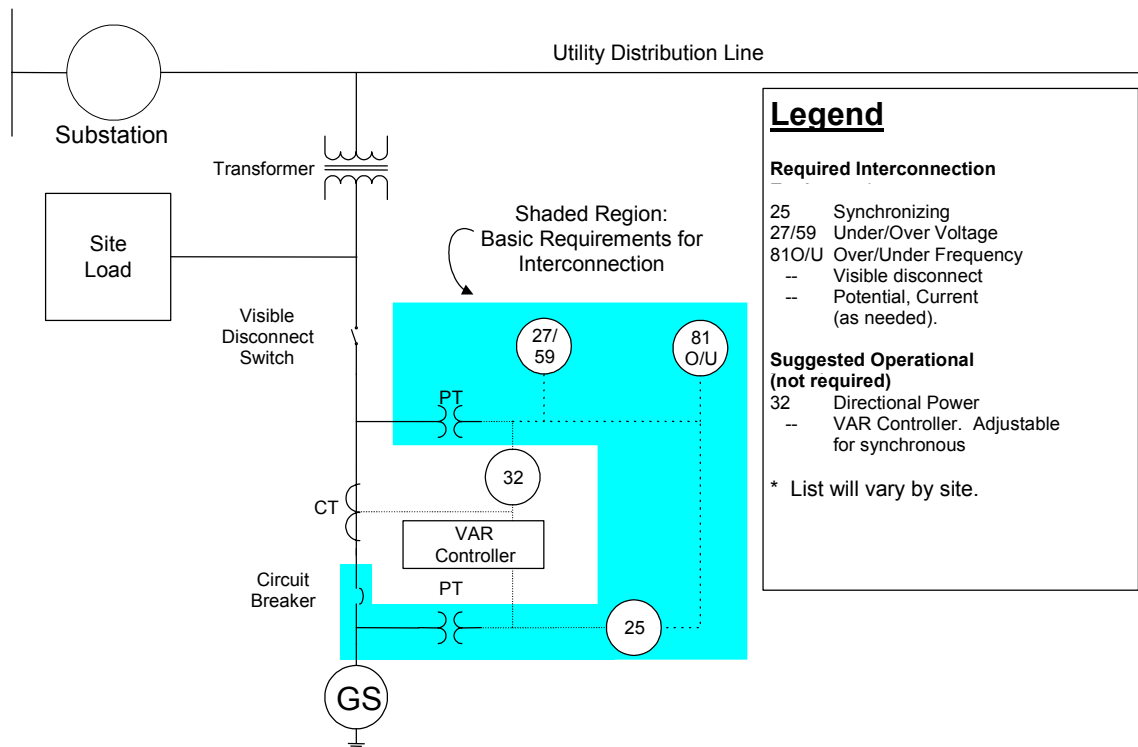 Utility Distribution Line
Substation
Transformer
Site
Load
Shaded Region:
Basic Requirements for
Interconnection
Visible
Disconnect
Switch
27/
59
81
O/U
PT
32
CT
VAR
Controller
Circuit
Breaker
PT
25
GS
Legend
Required Interconnection
25 Synchronizing
27/59 Under/Over Voltage
81O/U Over/Under Frequency
-- Visible disconnect
-- Potential, Current
(as needed).
Suggested Operational
(not required)
32 Directional Power
-- VAR Controller. Adjustable
for synchronous
* List will vary by site.